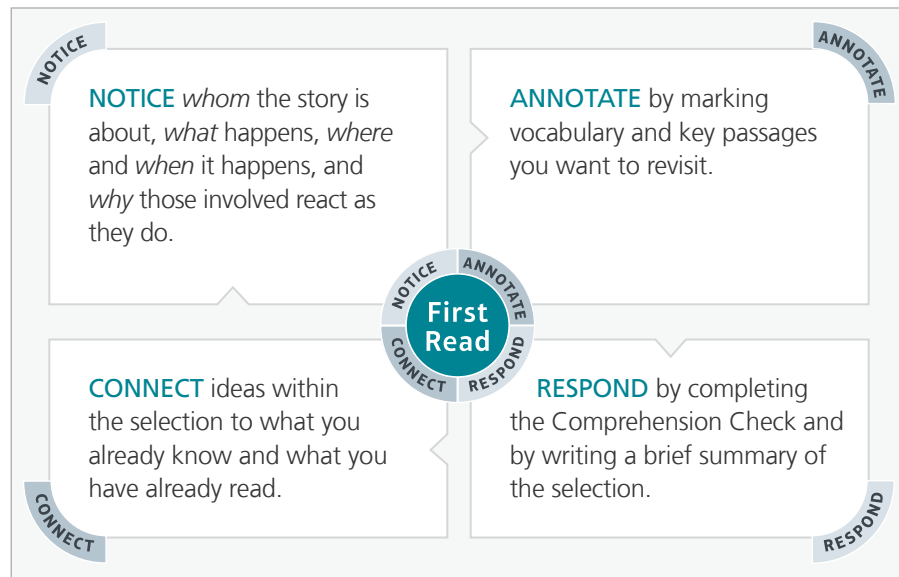 NOTICE
NOTICE whom the story is
about, what happens, where
and when it happens, and
why those involved react as
they do.
ANNOTATE
ANNOTATE by marking
vocabulary and key passages
you want to revisit.
NOTICE
ANNOTATE
First
Read
CONNECT
RESPOND
CONNECT ideas within
the selection to what you
already know and what you
have already read.
CONNECT
RESPOND by completing
the Comprehension Check and
by writing a brief summary of
the selection.
RESPOND